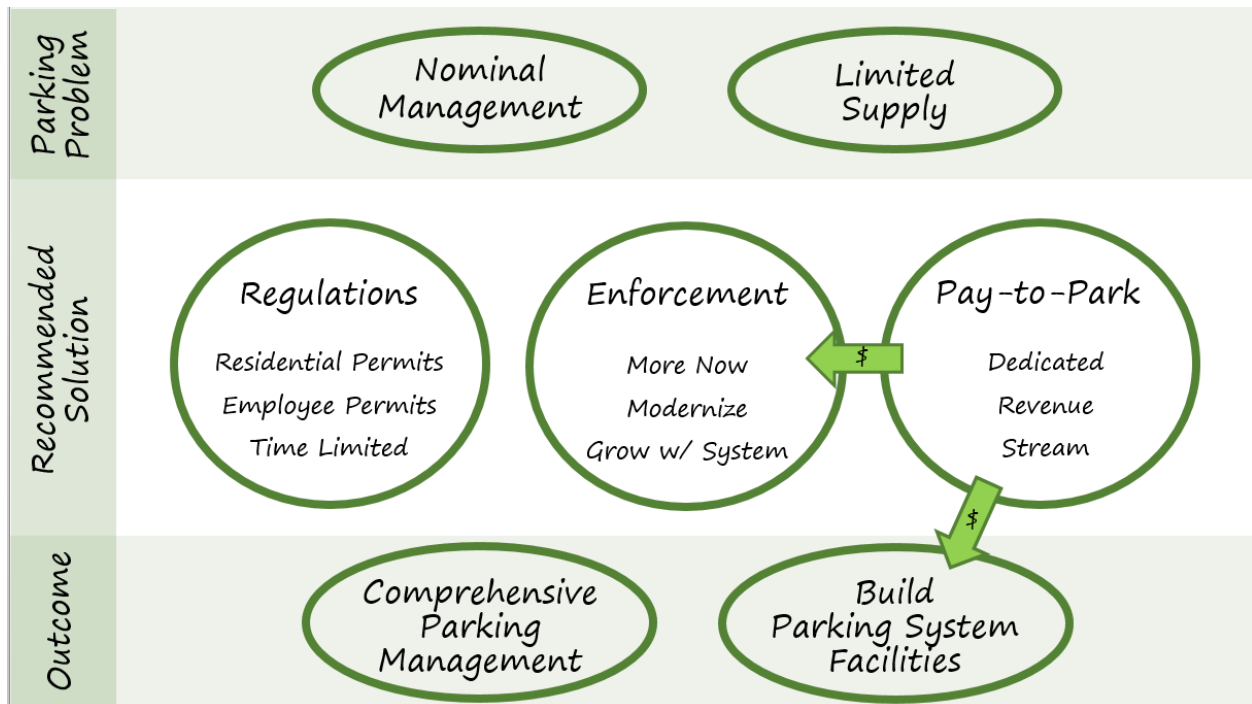 Parking
Problem
Nominal
Management
Limited
Supply
Recommended
Solution
Regulations
Residential Permits
Employee Permits
Time Limited
Enforcement
More Now
Modernize
Grow w/ System
$
Pay-to-Park
Dedicated
Revenue
Stream
$
Outcome
Comprehensive
Parking
Management
Build
Parking System
Facilities